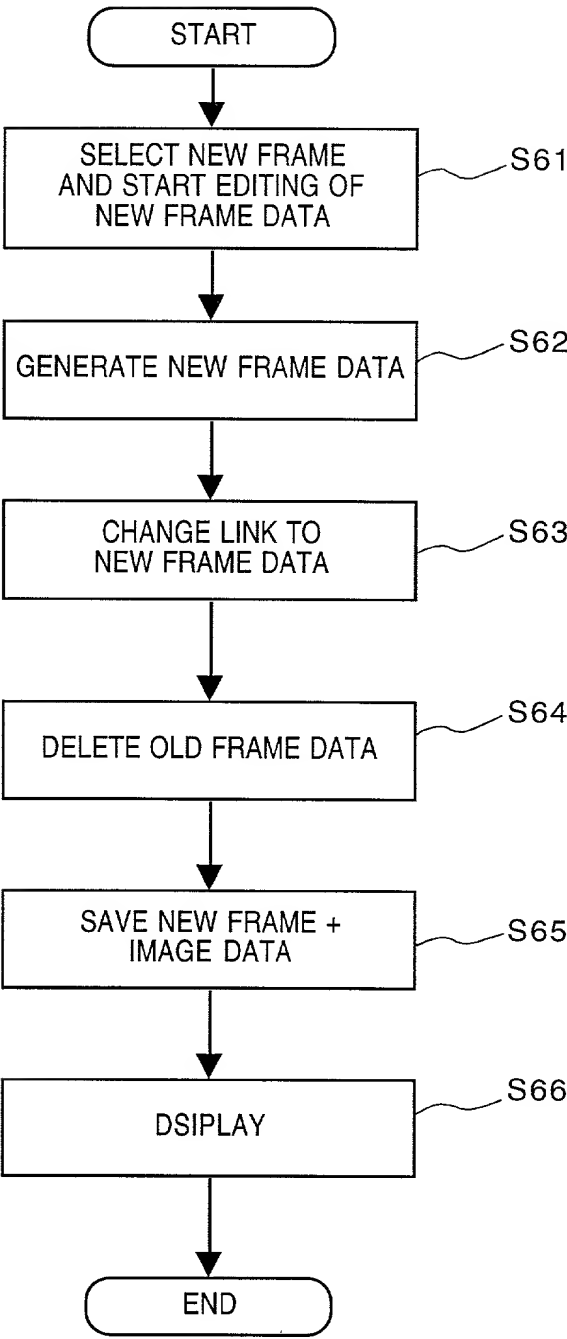 START
SELECT NEW FRAME
AND START EDITING OF
NEW FRAME DATA
S61
GENERATE NEW FRAME DATA
S62
CHANGE LINK TO
NEW FRAME DATA
S63
DELETE OLD FRAME DATA
S64
SAVE NEW FRAME +
IMAGE DATA
S65
DSIPLAY
S66
END